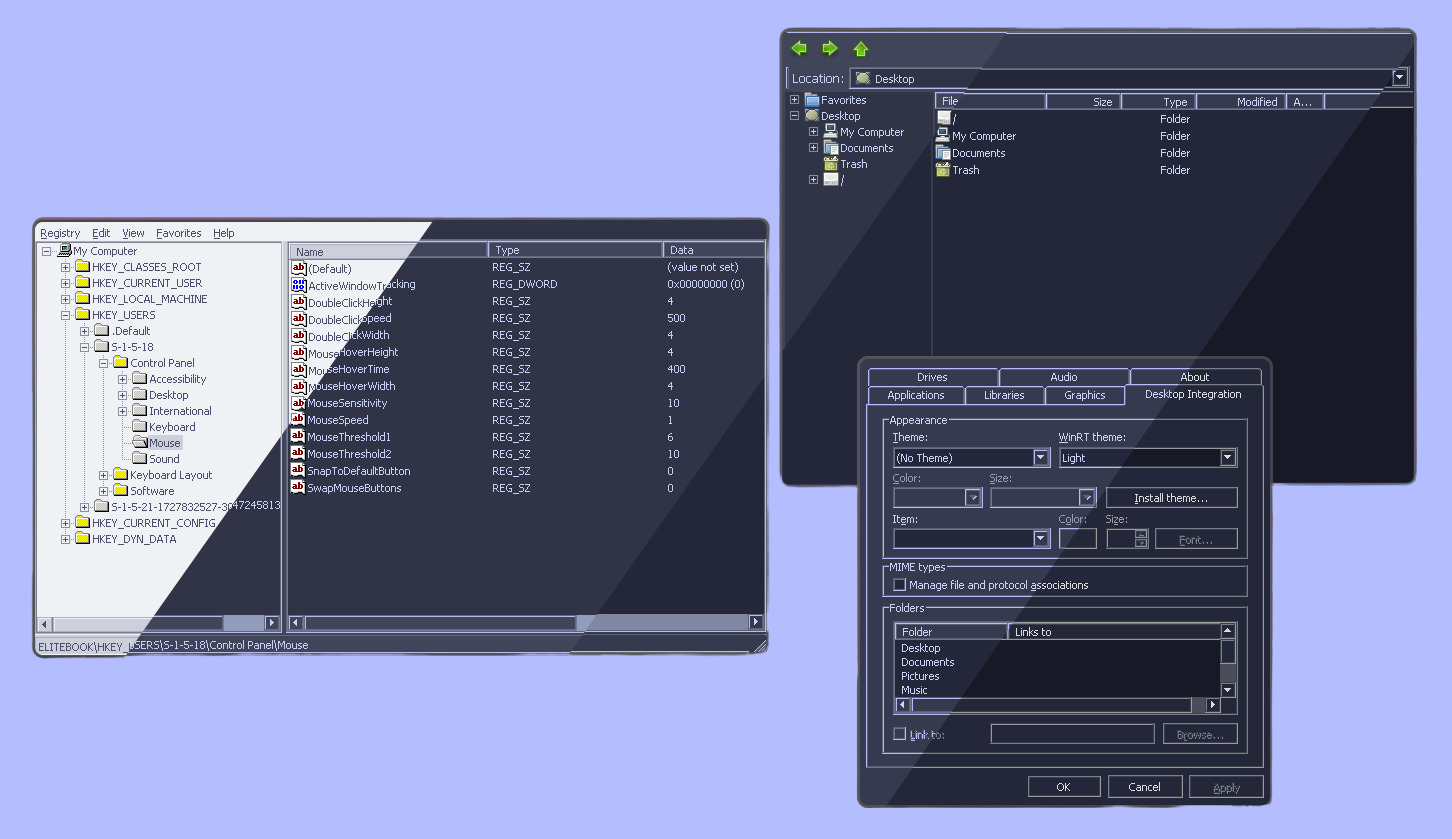 Registry Edit View Favorites Help
My Computer
HKEY_CLASSES_ROOT
HKEY_CURRENT_USER
HKEY_LOCAL_MACHINE
HKEY_USERS
.Default
S-1-5-18
Control Panel
Accessibility
Desktop
International
Keyboard
Mouse
Sound
Keyboard Layout
Software
S-1-5-21-1727832527-3047245813
HKEY_CURRENT_CONFIG
HKEY_DYN_DATA
Name Type Data
(Default) REG_SZ (value not set)
ActiveWindowTracking REG_DWORD 0x00000000 (0)
DoubleClickHeight REG_SZ 4
DoubleClickSpeed REG_SZ 500
DoubleClickWidth REG_SZ 4
MouseHoverHeight REG_SZ 4
MouseHoverTime REG_SZ 400
MouseHoverWidth REG_SZ 4
MouseSensitivity REG_SZ 10
MouseSpeed REG_SZ 1
MouseThreshold1 REG_SZ 6
MouseThreshold2 REG_SZ 10
SnapToDefaultButton REG_SZ 0
SwapMouseButtons REG_SZ 0
ELITEBOOK\HKEY_USERS\S-1-5-18\Control Panel\Mouse
Location: Desktop
Favorites
Desktop
My Computer
Documents
Trash
/
File Size Type Modified A...
/ Folder
My Computer Folder
Documents Folder
Trash Folder
Drives Audio About
Applications Libraries Graphics Desktop Integration
Appearance
Theme: WinRT theme:
(No Theme) Light
Color: Size:
Install theme...
Item: Color: Size:
Font...
MIME types
Manage file and protocol associations
Folders
Folder Links to
Desktop
Documents
Pictures
Music
Link to: Browse...
OK Cancel Apply